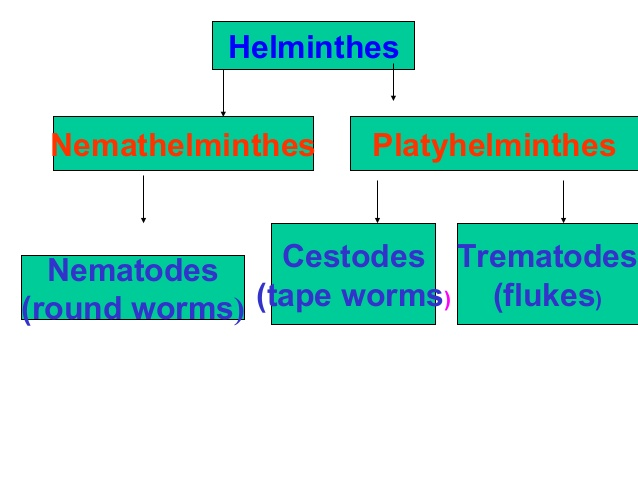 Helminthes
Nemathelminthes
Platyhelminthes
Nematodes
(round worms)
Cestodes
(tape worms)
Trematodes
(flukes)